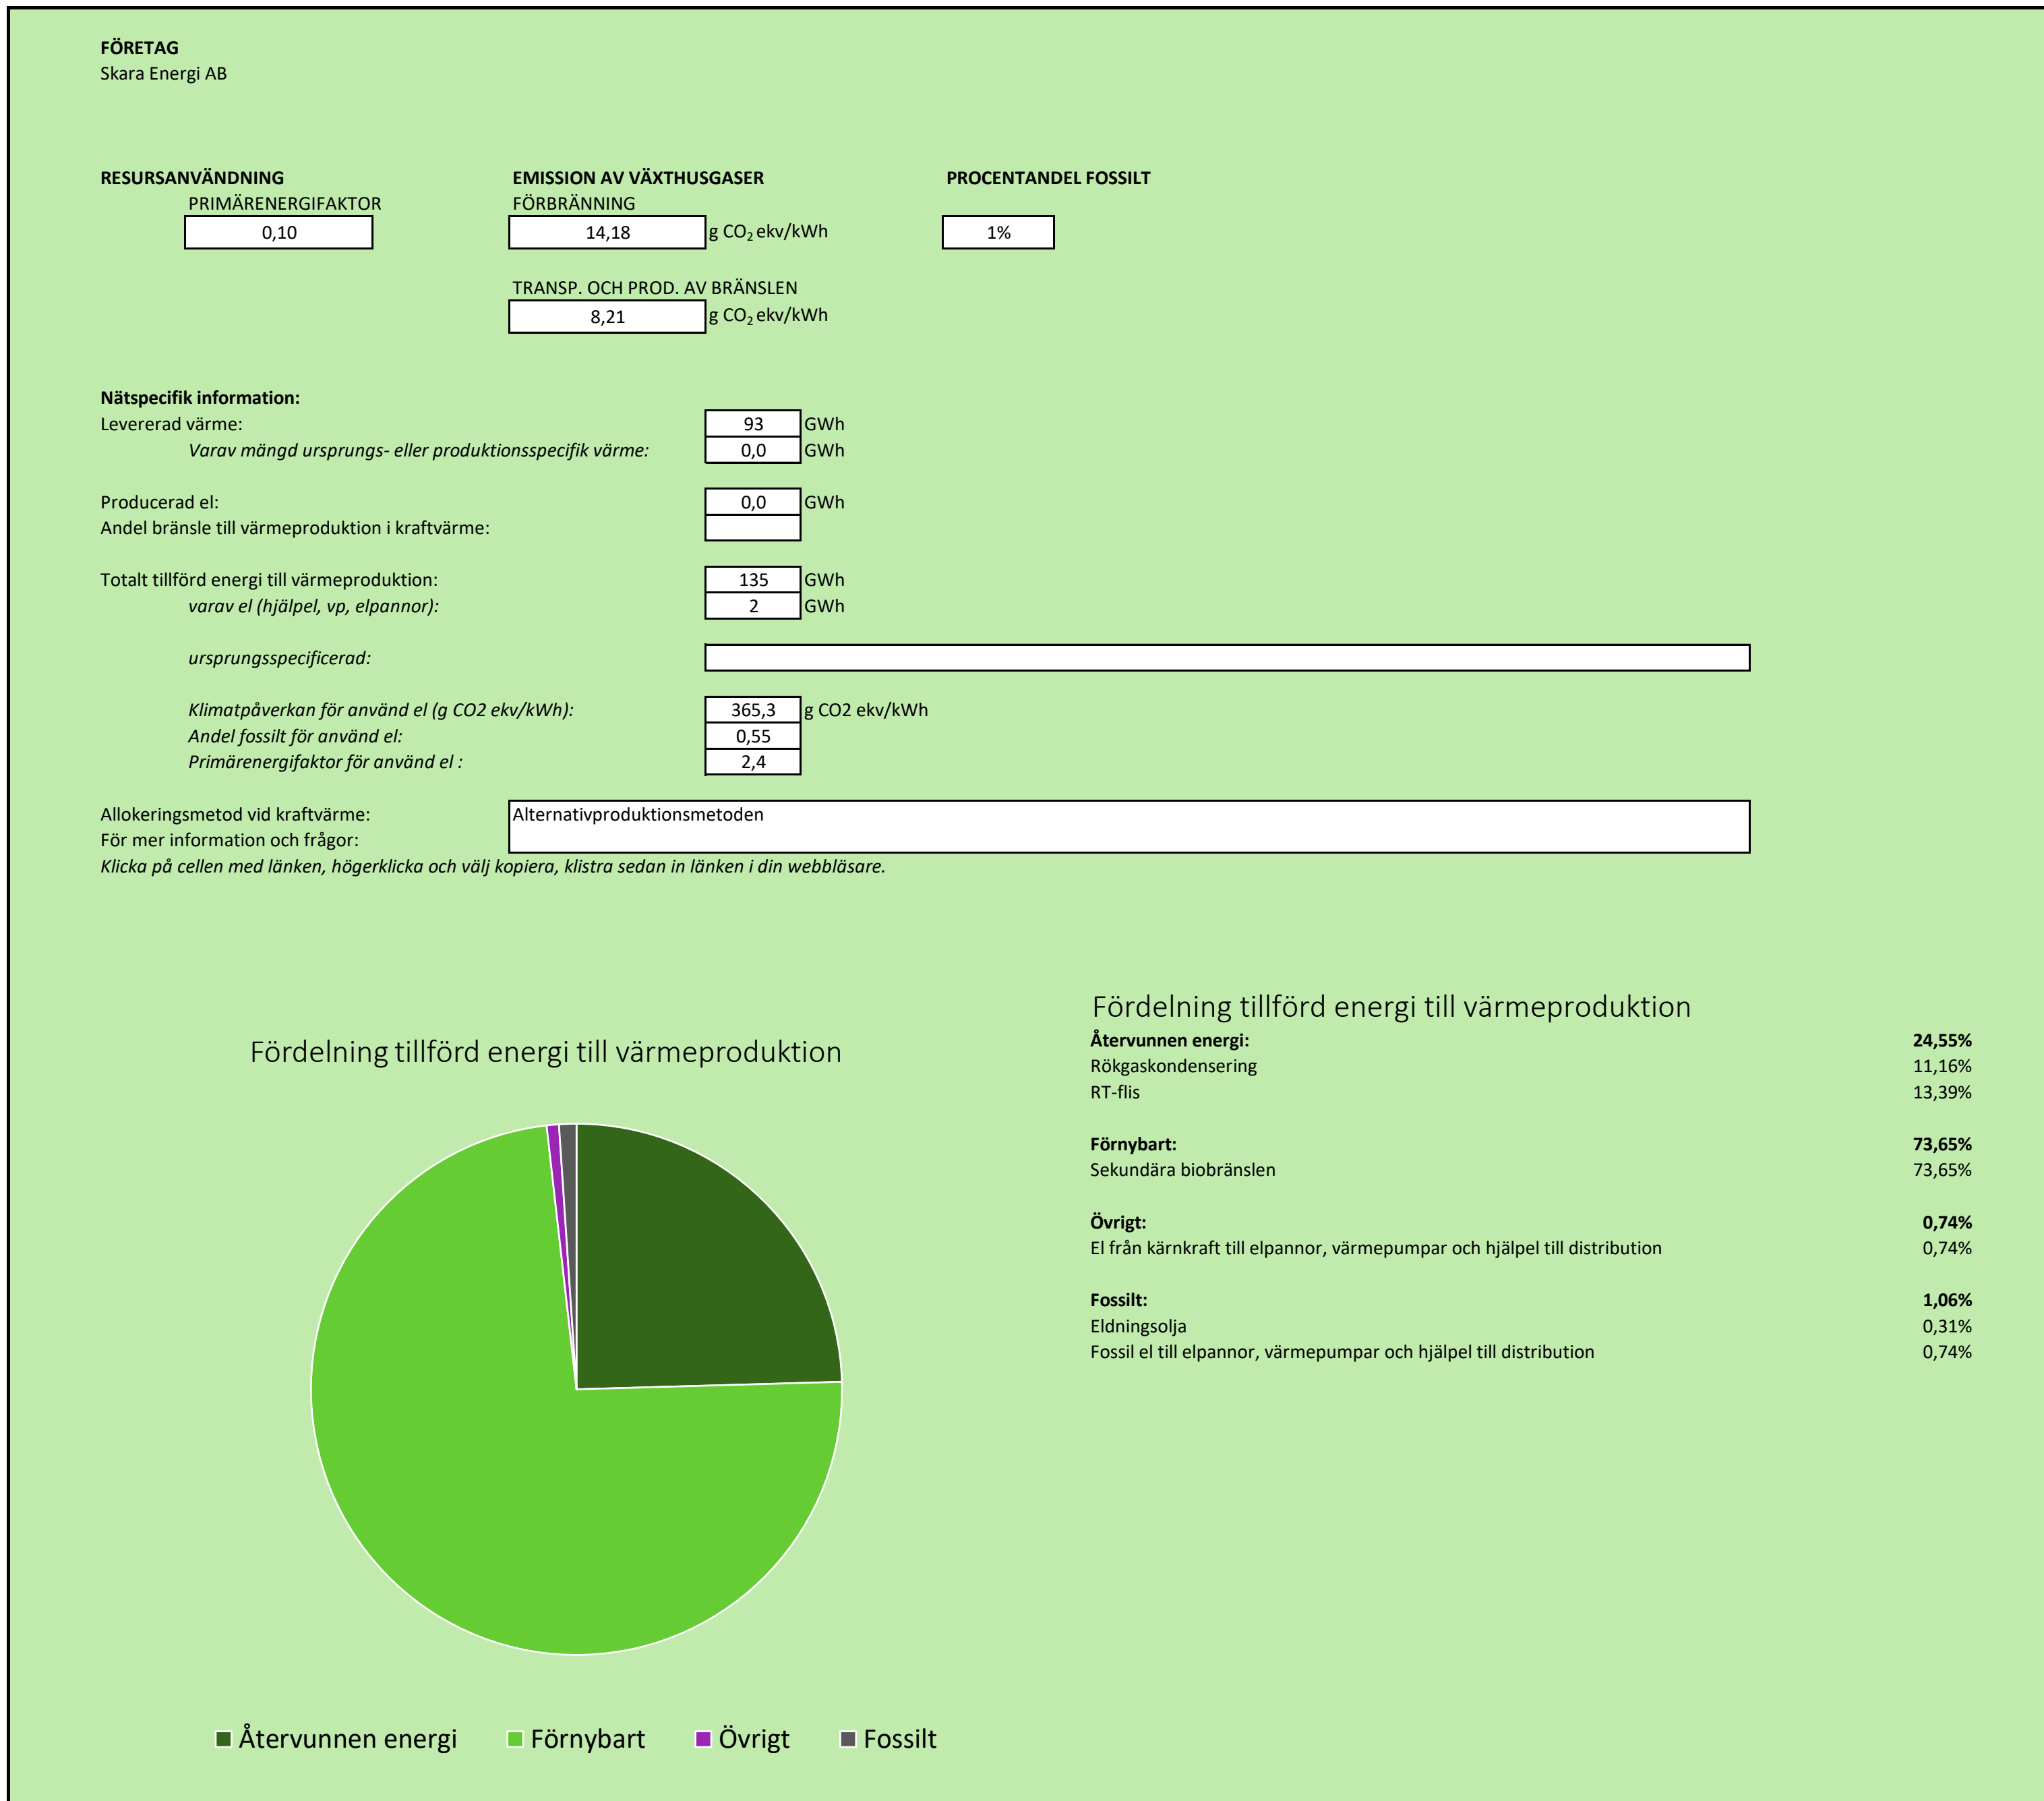 FÖRETAG
Skara Energi AB
RESURSANVÄNDNING EMISSION AV VÄXTHUSGASER PROCENTANDEL FOSSILT
PRIMÄRENERGIFAKTOR FÖRBRÄNNING
0,10 14,18 g CO₂ ekv/kWh 1%
TRANSP. OCH PROD. AV BRÄNSLEN
8,21 g CO₂ ekv/kWh
Nätspecifik information:
Levererad värme: 93 GWh
Varav mängd ursprungs- eller produktionsspecifik värme: 0,0 GWh
Producerad el: 0,0 GWh
Andel bränsle till värmeproduktion i kraftvärme:
Totalt tillförd energi till värmeproduktion: 135 GWh
varav el (hjälpel, vp, elpannor): 2 GWh
ursprungsspecificerad:
Klimatpåverkan för använd el (g CO2 ekv/kWh): 365,3 g CO2 ekv/kWh
Andel fossilt för använd el: 0,55
Primärenergifaktor för använd el : 2,4
Allokeringsmetod vid kraftvärme: Alternativproduktionsmetoden
För mer information och frågor:
Klicka på cellen med länken, högerklicka och välj kopiera, klistra sedan in länken i din webbläsare.
Fördelning tillförd energi till värmeproduktion
Återvunnen energi Förnybart Övrigt Fossilt
Fördelning tillförd energi till värmeproduktion
Återvunnen energi: 24,55%
Rökgaskondensering 11,16%
RT-flis 13,39%
Förnybart: 73,65%
Sekundära biobränslen 73,65%
Övrigt: 0,74%
El från kärnkraft till elpannor, värmepumpar och hjälpel till distribution 0,74%
Fossilt: 1,06%
Eldningsolja 0,31%
Fossil el till elpannor, värmepumpar och hjälpel till distribution 0,74%